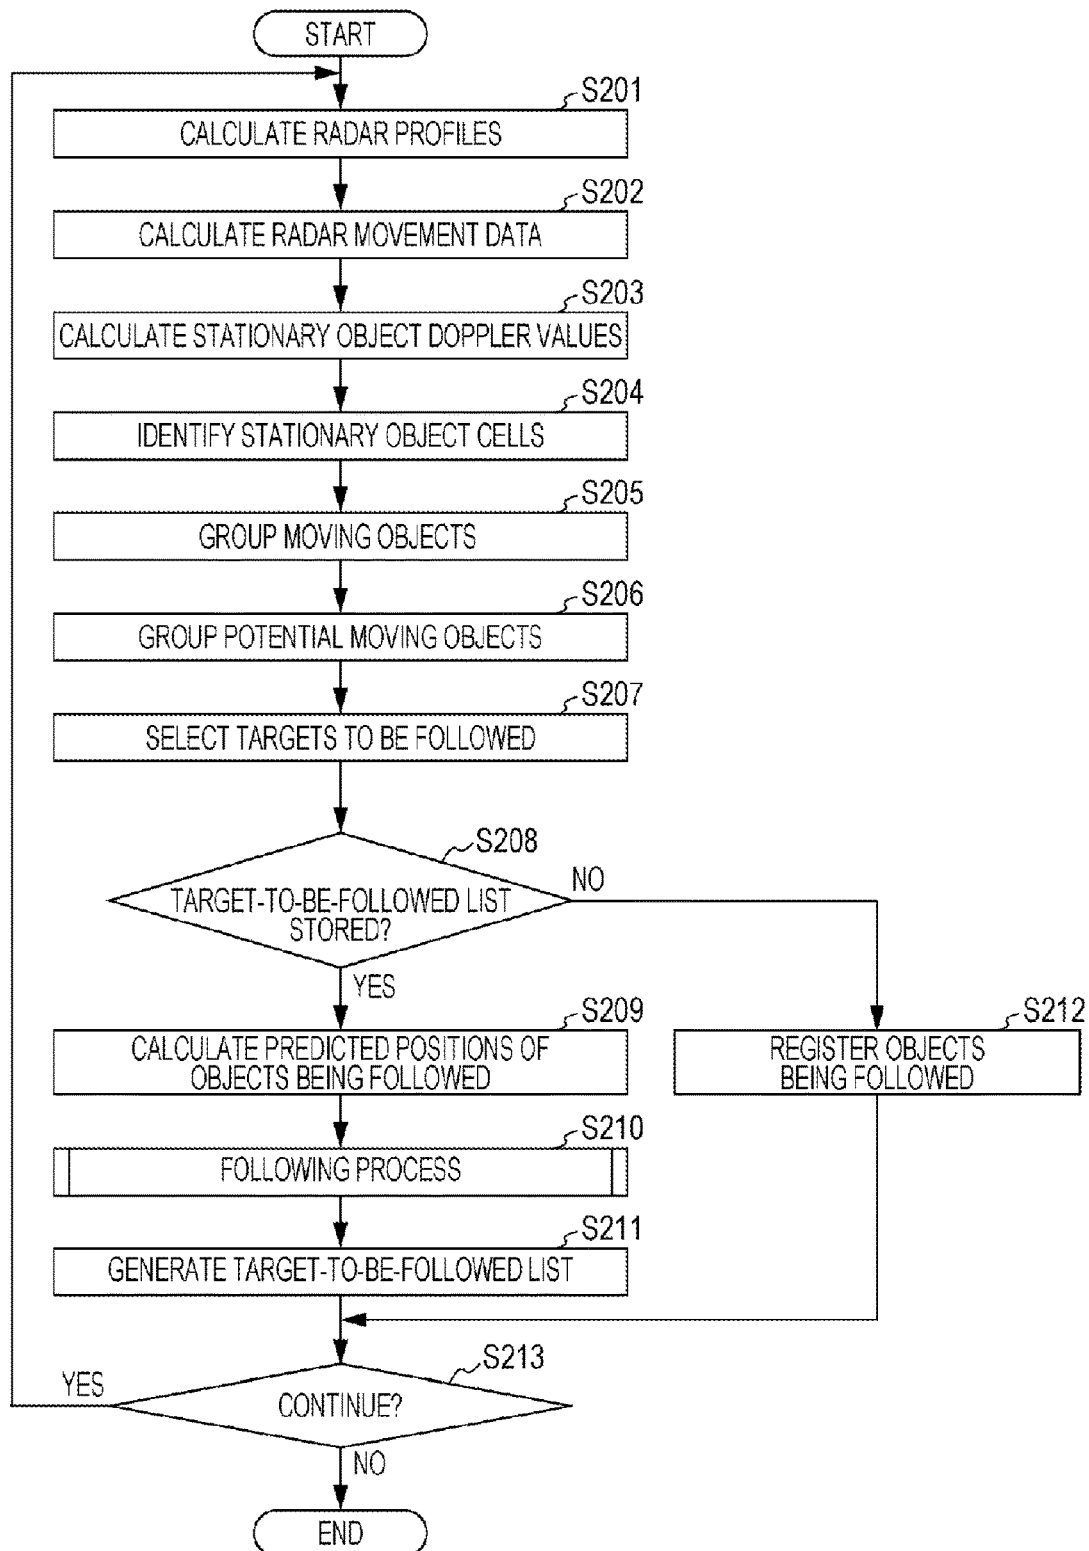 START
S201
CALCULATE RADAR PROFILES
S202
CALCULATE RADAR MOVEMENT DATA
S203
CALCULATE STATIONARY OBJECT DOPPLER VALUES
S204
IDENTIFY STATIONARY OBJECT CELLS
S205
GROUP MOVING OBJECTS
S206
GROUP POTENTIAL MOVING OBJECTS
S207
SELECT TARGETS TO BE FOLLOWED
S208
TARGET-TO-BE-FOLLOWED LIST
STORED?
NO
YES
S209
CALCULATE PREDICTED POSITIONS OF
OBJECTS BEING FOLLOWED
S212
REGISTER OBJECTS
BEING FOLLOWED
S210
FOLLOWING PROCESS
S211
GENERATE TARGET-TO-BE-FOLLOWED LIST
S213
YES
CONTINUE?
NO
END